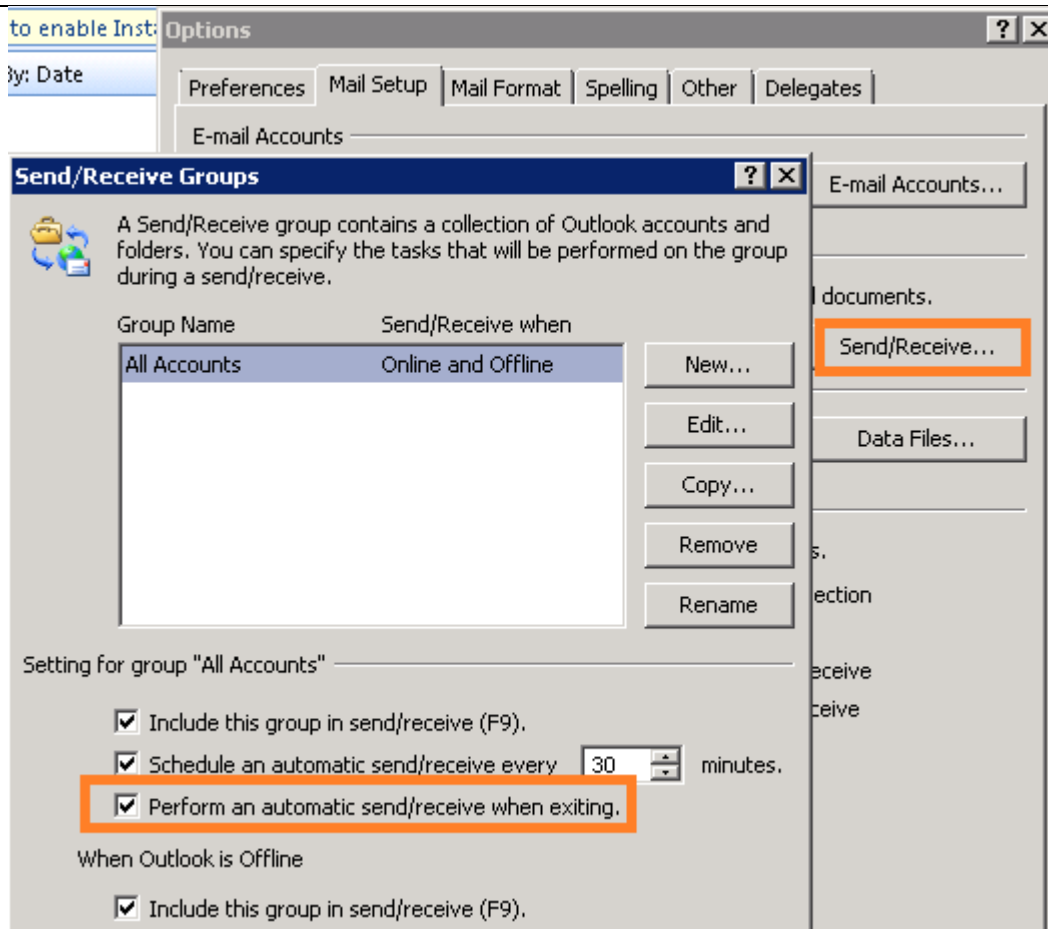 to enable Inst
Options
By: Date
Preferences
Mail Setup
Mail Format
Spelling
Other
Delegates
E-mail Accounts
Send/Receive Groups
E-mail Accounts...
A Send/Receive group contains a collection of Outlook accounts and
folders. You can specify the tasks that will be performed on the group
during a send/receive.
documents.
Group Name
Send/Receive when
Send/Receive...
All Accounts
Online and Offline
New...
Edit...
Data Files...
Copy...
Remove
s.
Rename
ection
Setting for group "All Accounts"
eceive
Include this group in send/receive (F9).
ceive
Schedule an automatic send/receive every 30 minutes.
Perform an automatic send/receive when exiting.
When Outlook is Offline
Include this group in send/receive (F9).